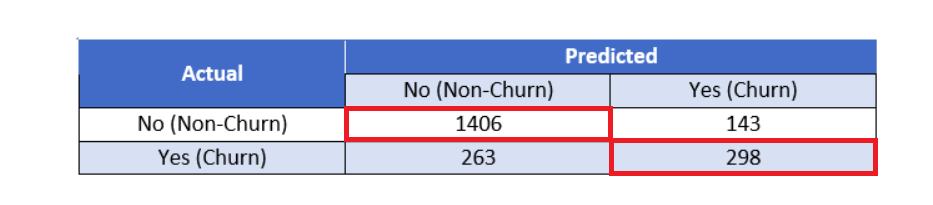 Actual
Predicted
No (Non-Churn) Yes (Churn)
No (Non-Churn) 1406 143
Yes (Churn) 263 298